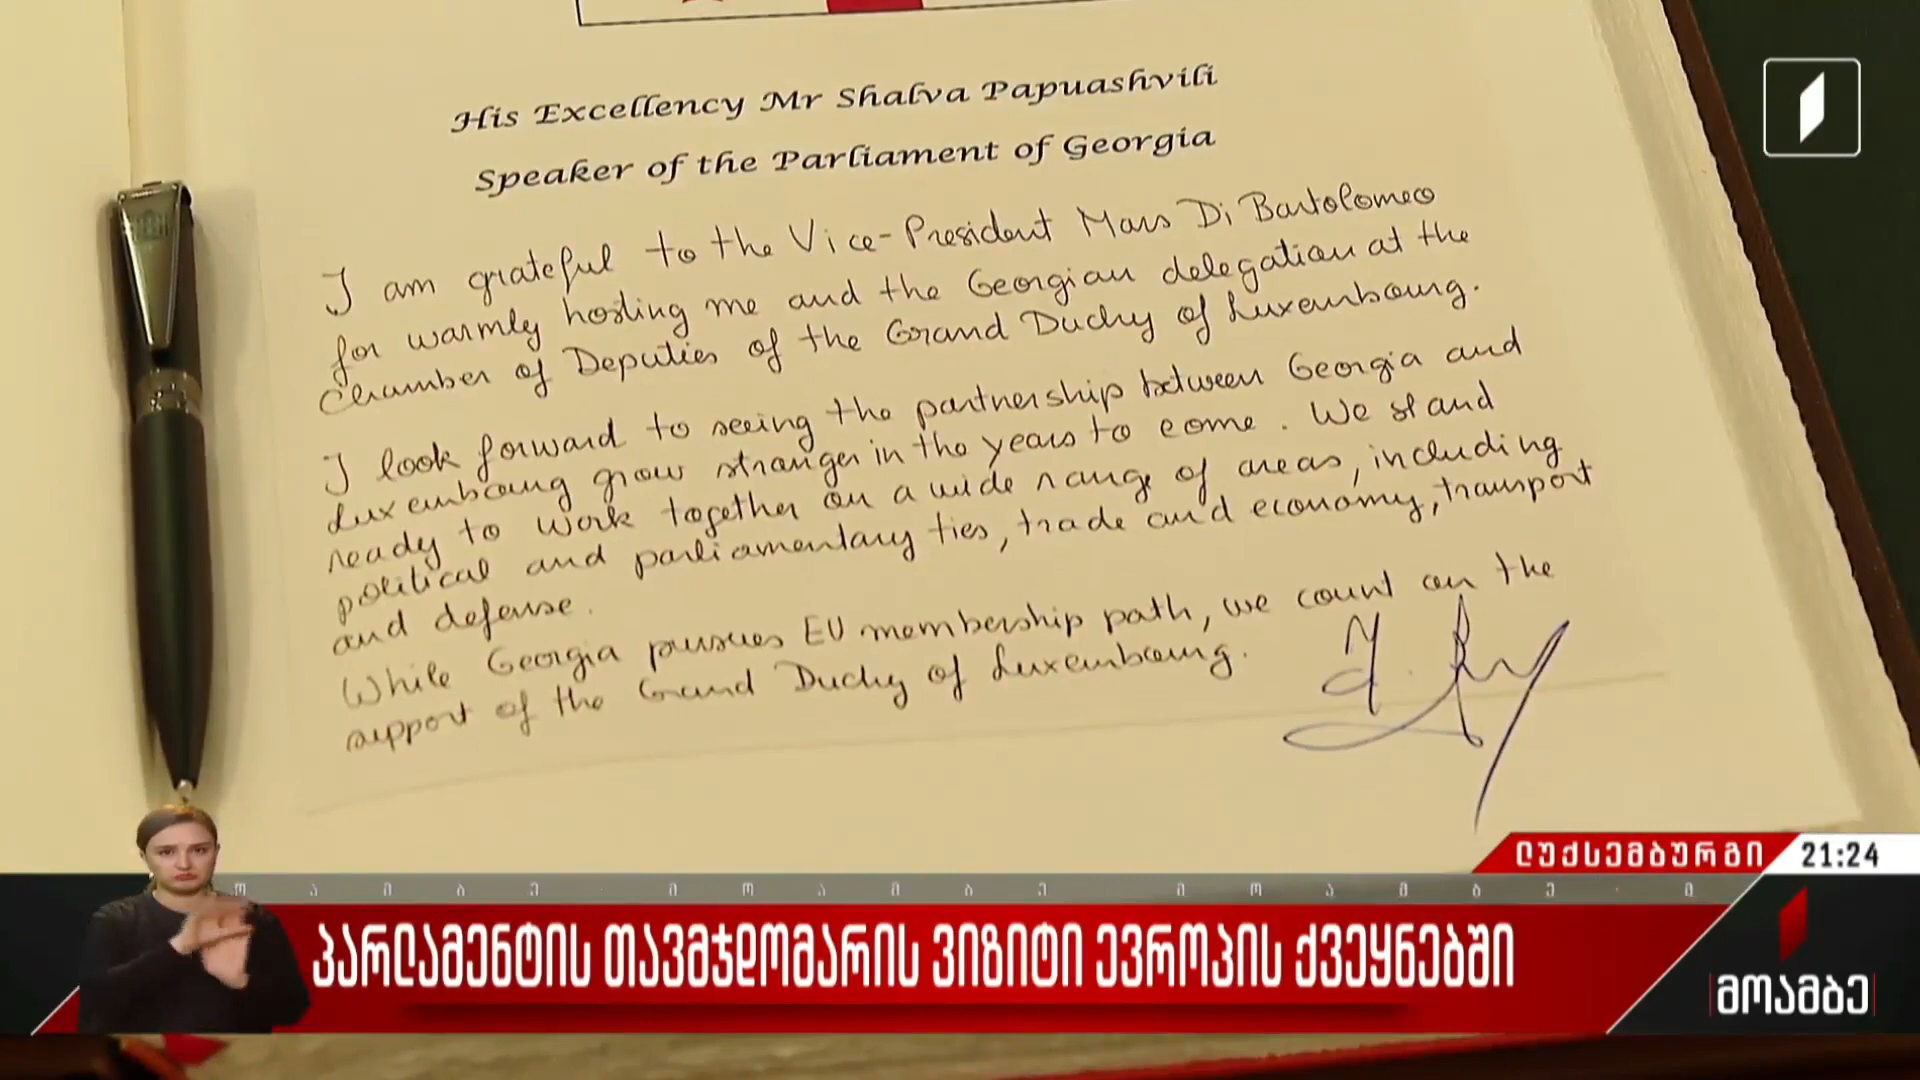 His Excellency Mr Shalva Papuashvili
Speaker of the Parliament of Georgia
I am grateful to the Vice-President Mars Di Bartolomeo
for warmly hosting me and the Georgian delegation at the
Chamber of Deputies of the Grand Duchy of Luxembourg.
I look forward to seeing the partnership between Georgia and
Luxembourg grow stronger in the years to come. We stand
ready to work together on a wide range of areas, including
political and parliamentary ties, trade and economy, transport
and defense.
While Georgia pursues EU membership path, we count on the
support of the Grand Duchy of Luxembourg.
ლუქსემბურგი 21:24
პარლამენტის თავმჯდომარის ვიზიტი ევროპის ქვეყნებში
მოამბე